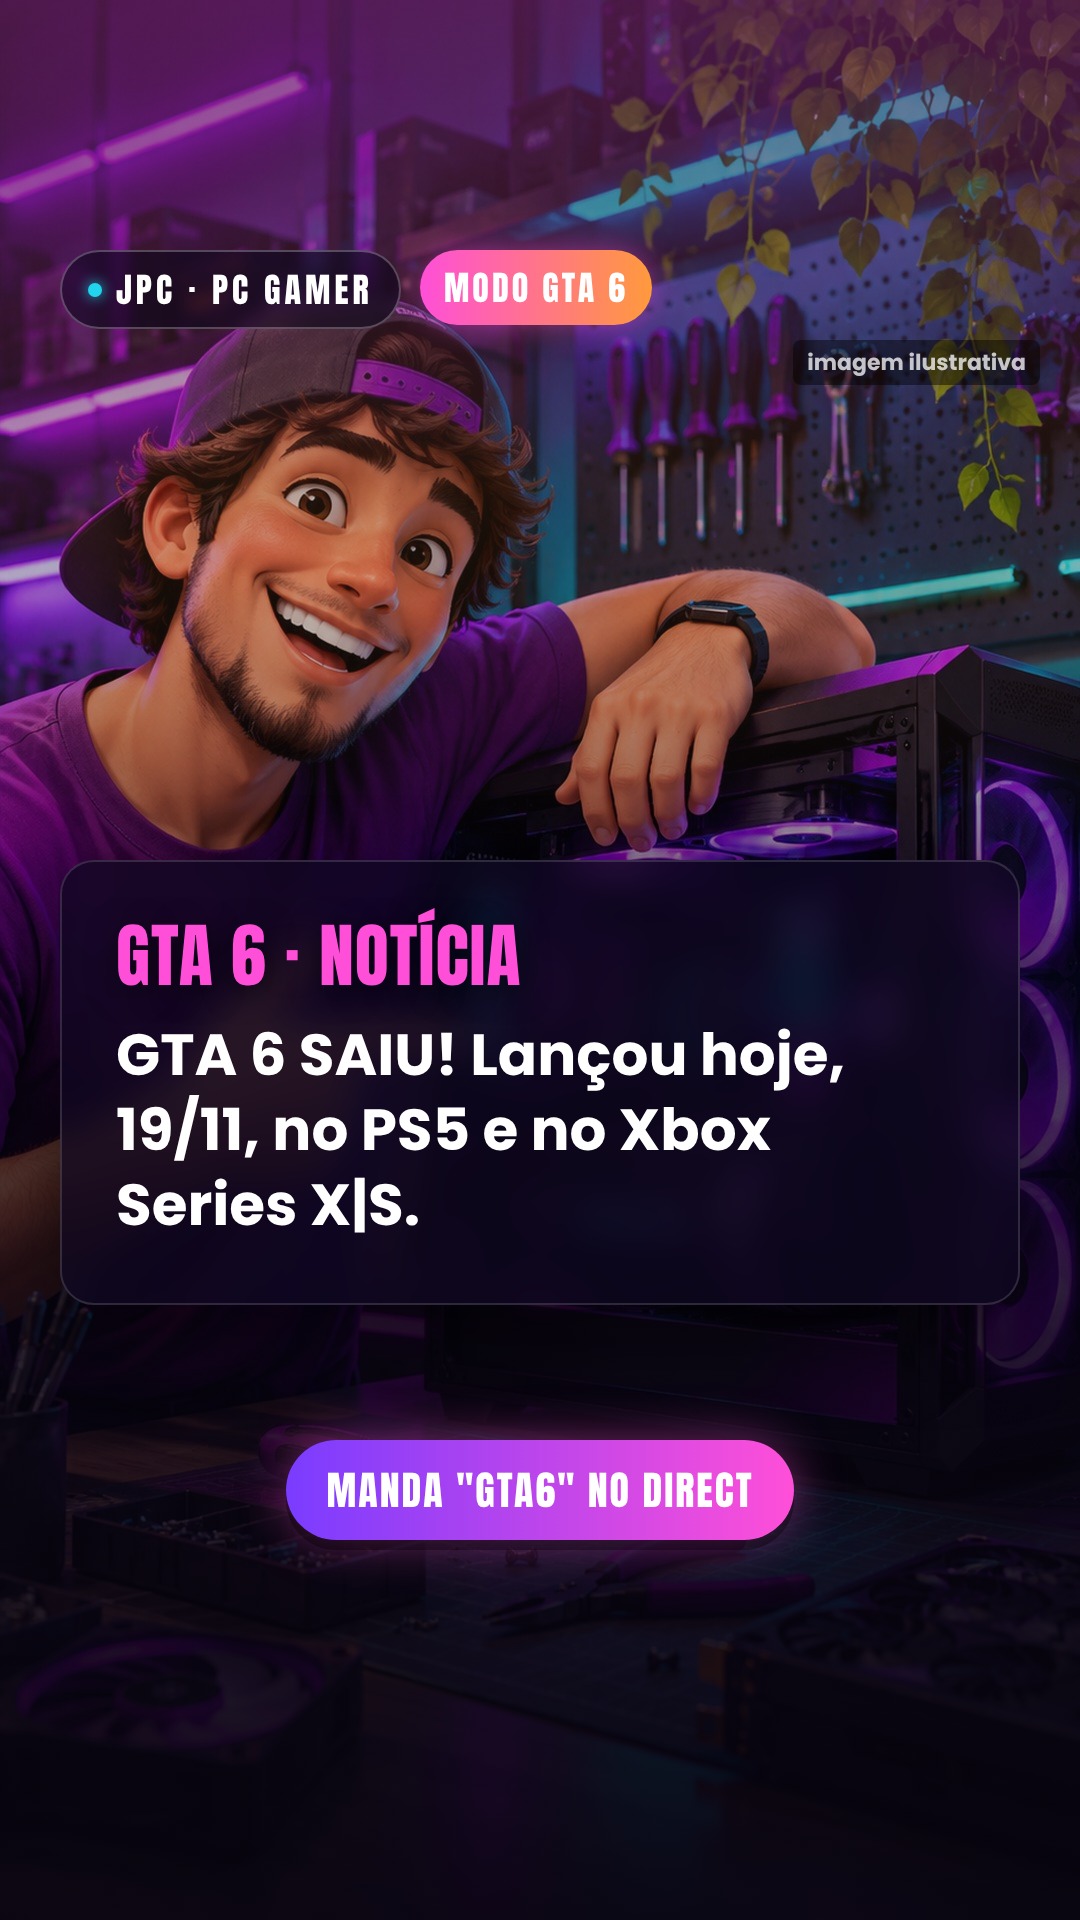 JPC · PC GAMER
MODO GTA 6
imagem ilustrativa
GTA 6 · NOTÍCIA
GTA 6 SAIU! Lançou hoje,
19/11, no PS5 e no Xbox
Series X|S.
MANDA "GTA6" NO DIRECT